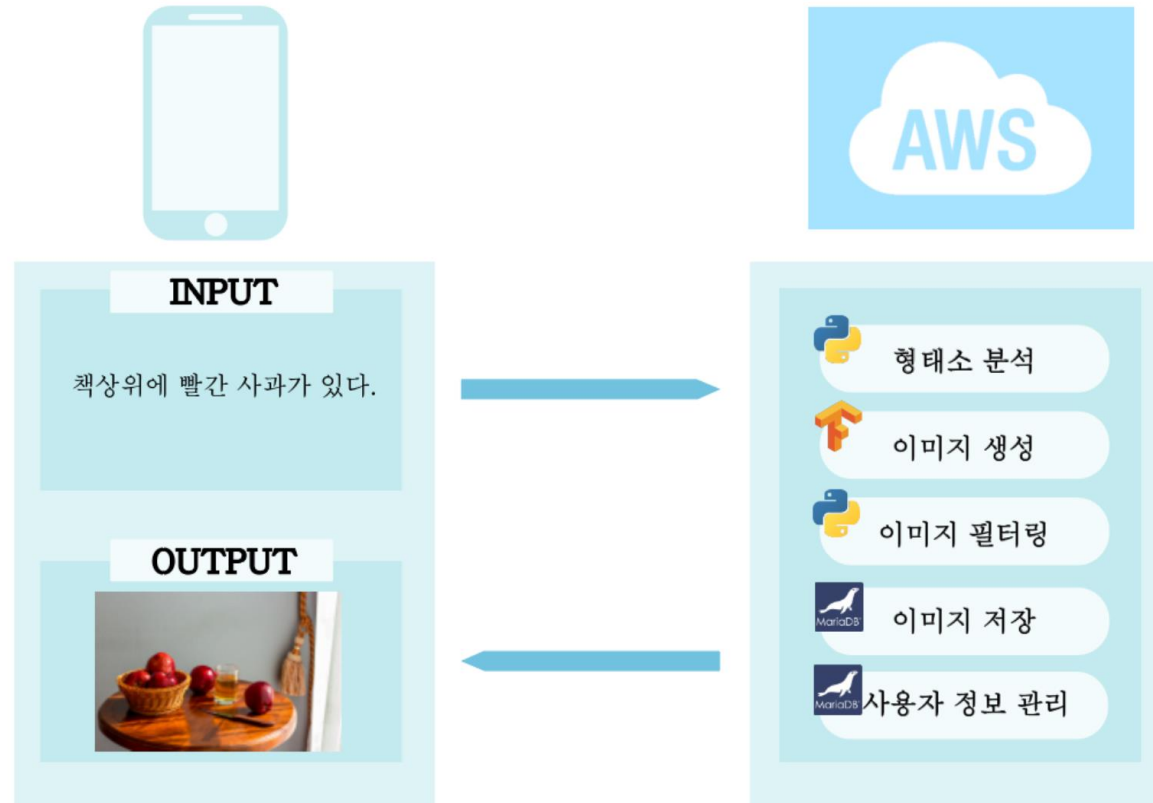 AWS
INPUT
책상위에 빨간 사과가 있다.
OUTPUT
형태소 분석
이미지 생성
이미지 필터링
MariaDB
이미지 저장
MariaDB
사용자 정보 관리